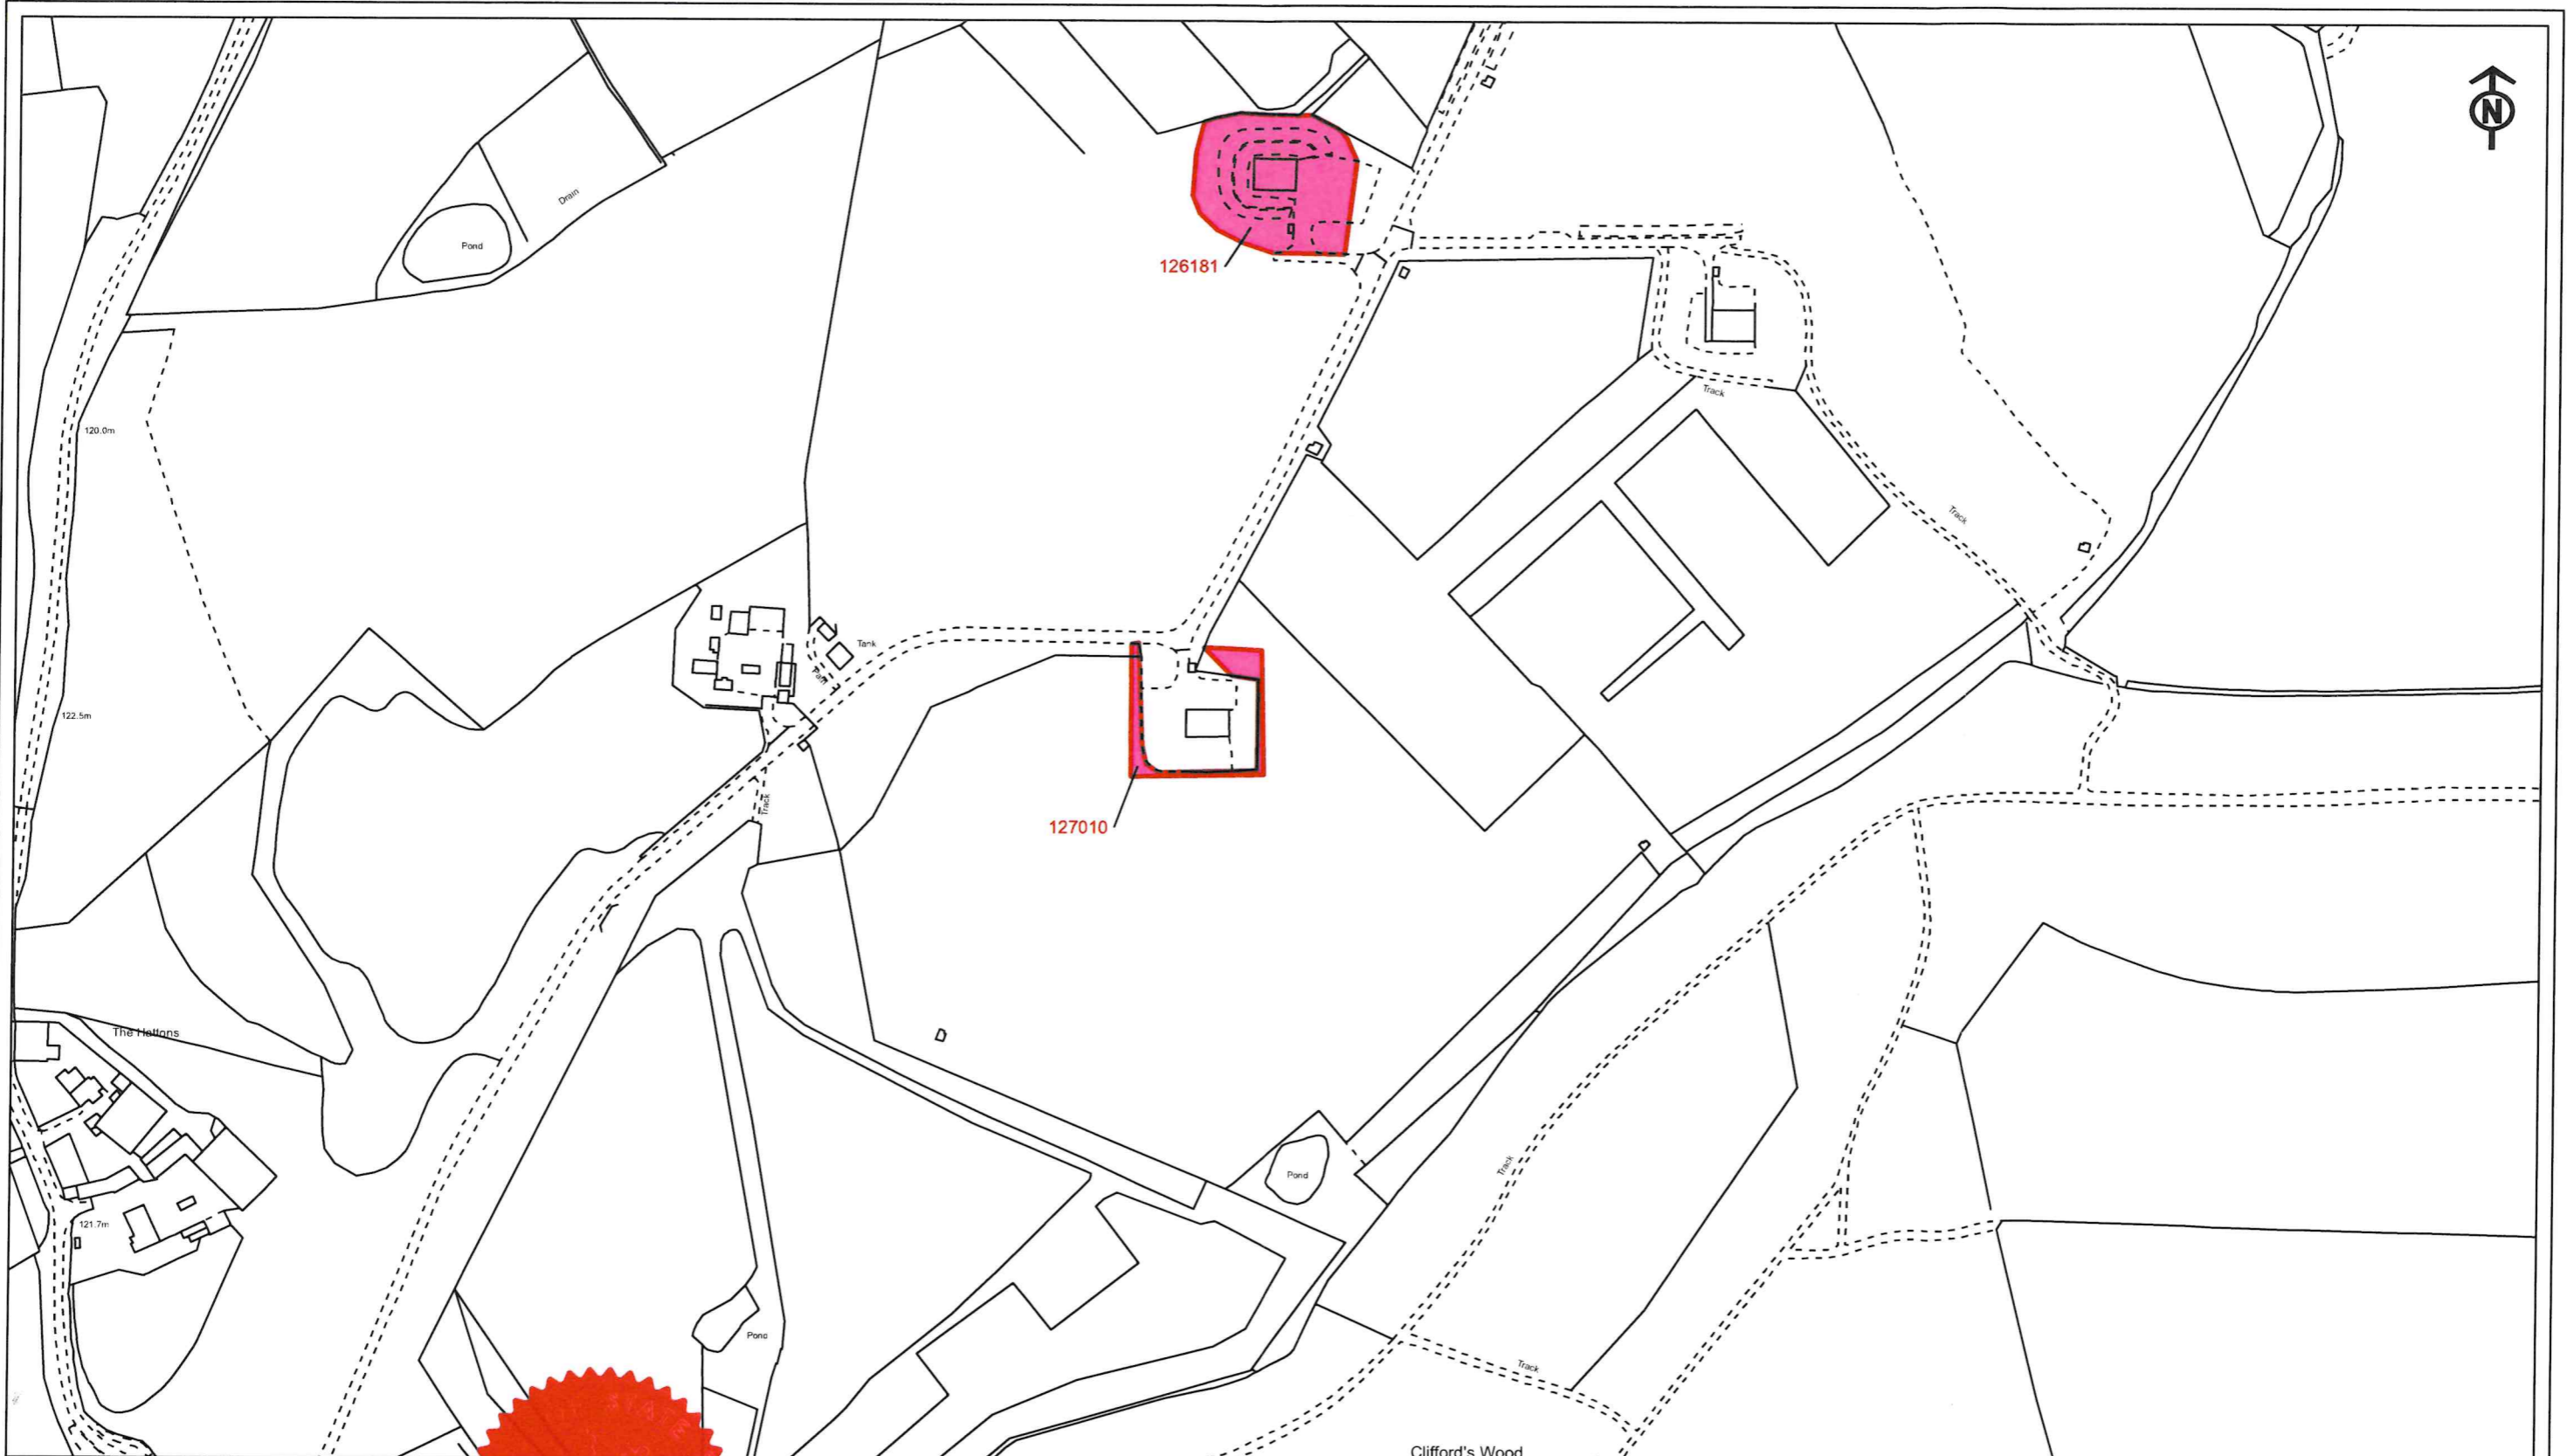 N
Drain
Pond
126181
Track
120.0m
Track
Tank
Path
122.5m
Track
127010
The Hattons
Track
Pond
121.7m
Pond
Track
Clifford's Wood